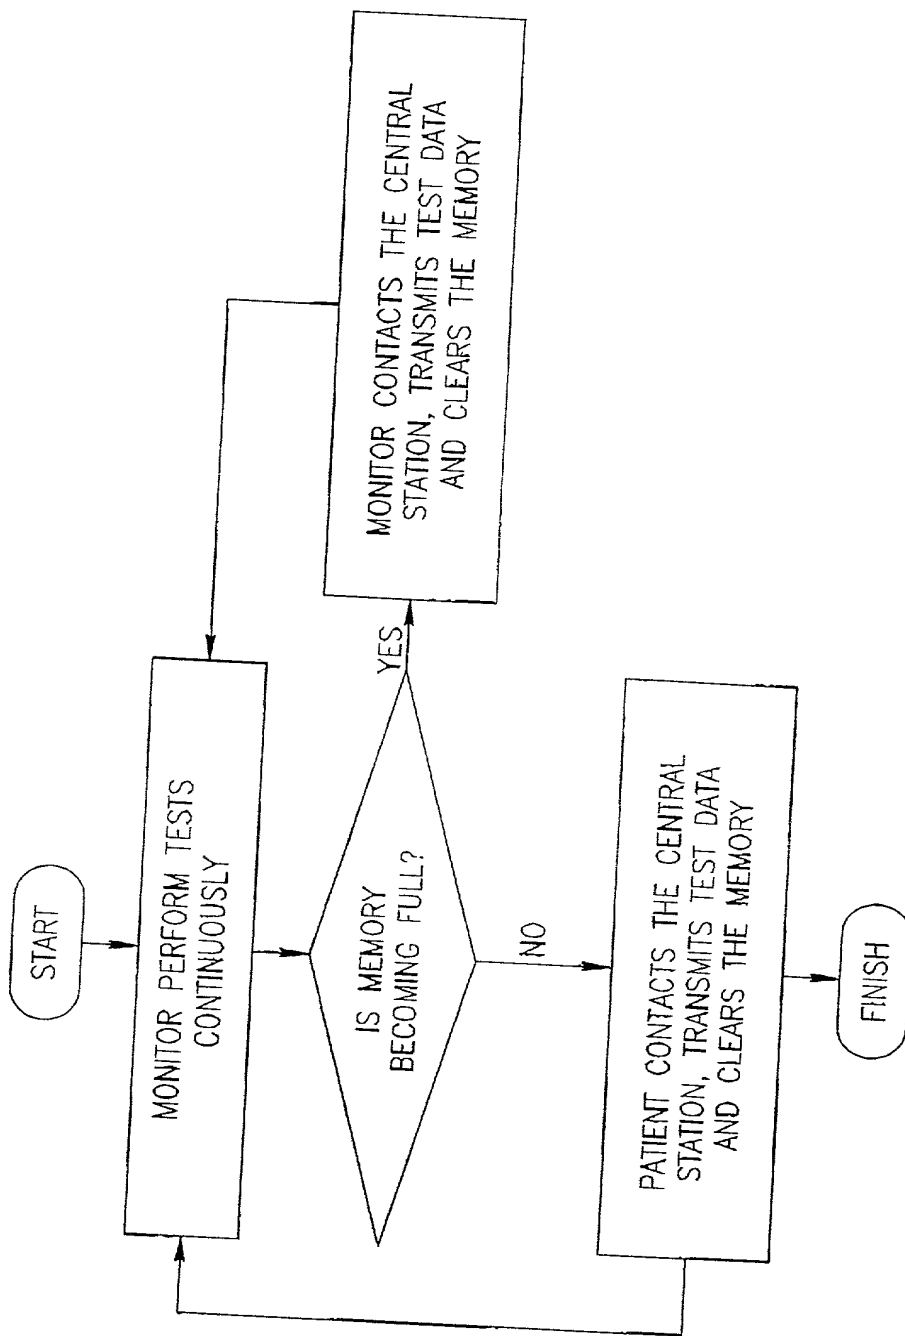 START
MONITOR PERFORM TESTS
CONTINUOUSLY
IS MEMORY
BECOMING FULL?
YES
MONITOR CONTACTS THE CENTRAL
STATION, TRANSMITS TEST DATA
AND CLEARS THE MEMORY
NO
PATIENT CONTACTS THE CENTRAL
STATION, TRANSMITS TEST DATA
AND CLEARS THE MEMORY
FINISH